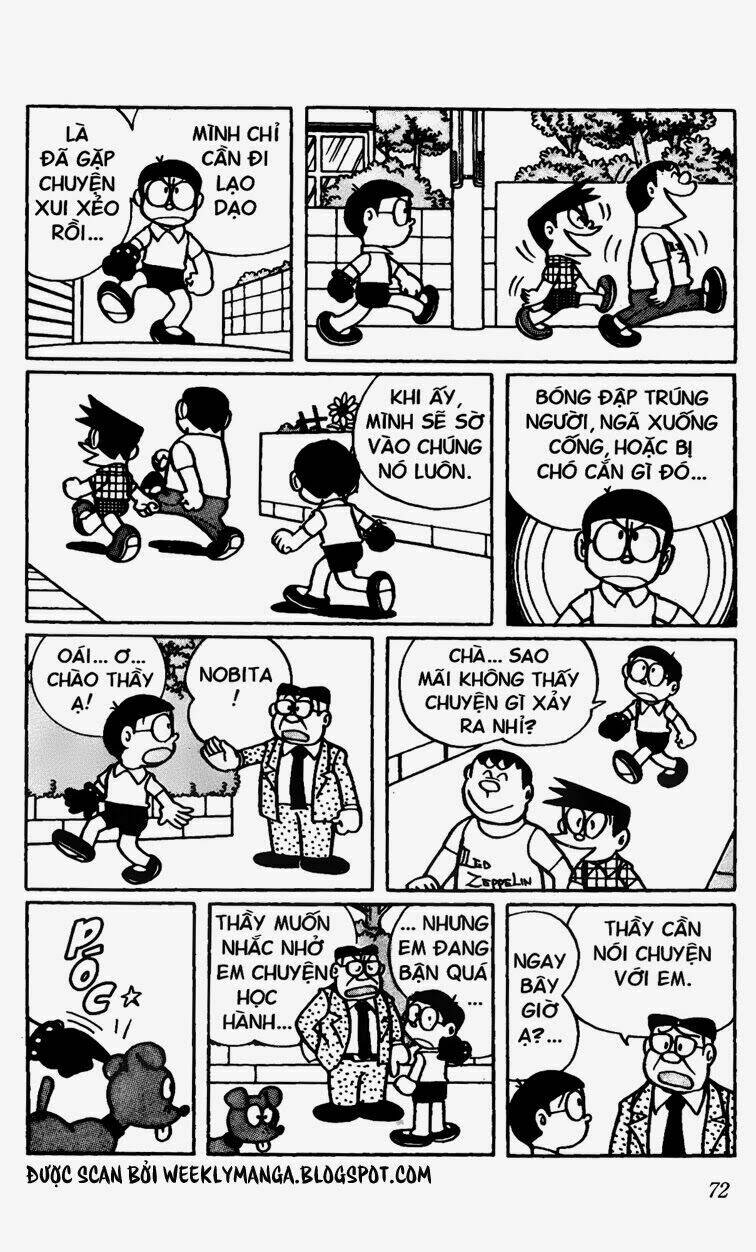 MÌNH CHỈ
CẦN ĐI
LẠO
DẠO
LÀ
ĐÃ GẶP
CHUYỆN
XUI XẺO
RỒI...
BÓNG ĐẬP TRÚNG
NGƯỜI, NGÃ XUỐNG
CỐNG, HOẶC BỊ
CHÓ CẮN GÌ ĐÓ...
KHI ẤY,
MÌNH SẼ SỜ
VÀO CHÚNG
NÓ LUÔN.
CHÀ... SAO
MÃI KHÔNG THẤY
CHUYỆN GÌ XẢY
RA NHỈ?
LED
ZEPPELIN
NOBITA
!
OÁI... Ơ...
CHÀO THẦY
Ạ!
THẦY CẦN
NÓI CHUYỆN
VỚI EM.
NGAY
BÂY
GIỜ
Ạ?...
... NHƯNG
EM ĐANG
BẬN QUÁ
...
THẦY MUỐN
NHẮC NHỞ
EM CHUYỆN
HỌC
HÀNH...
PỐC
ĐƯỢC SCAN BỞI WEEKLYMANGA.BLOGSPOT.COM
72